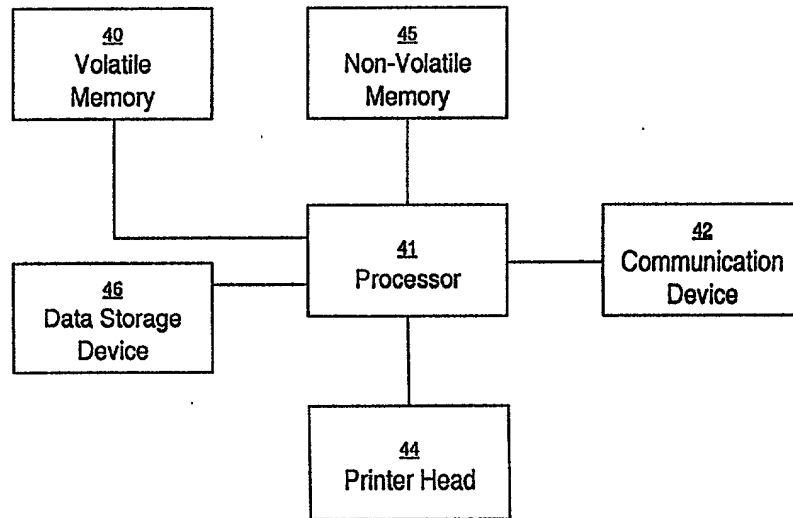 40
Volatile
Memory
45
Non-Volatile
Memory
41
Processor
42
Communication
Device
46
Data Storage
Device
44
Printer Head